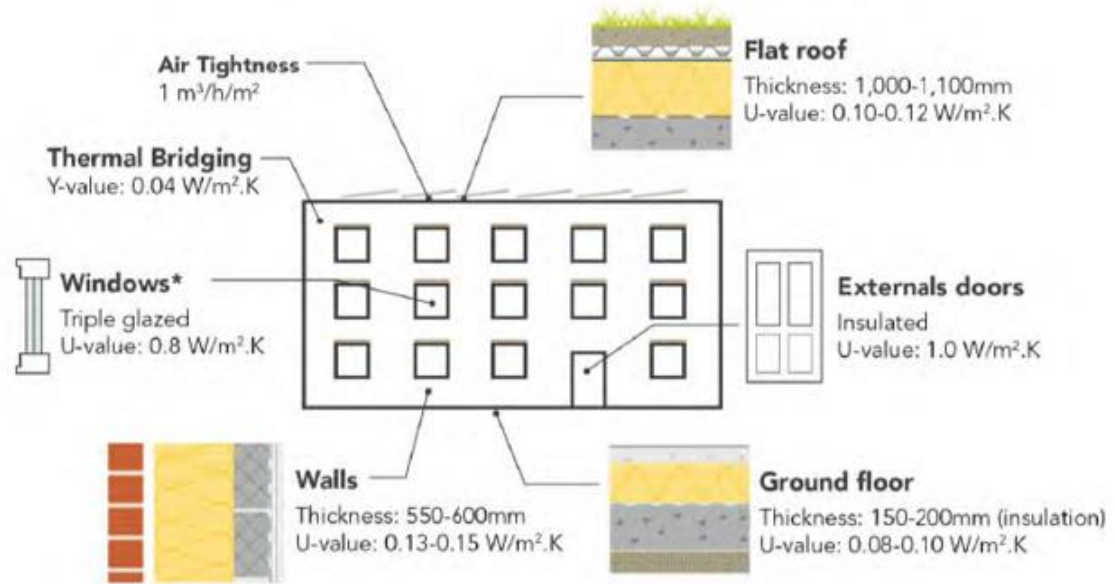 Air Tightness
1 m³/h/m²
Flat roof
Thickness: 1,000-1,100mm
U-value: 0.10-0.12 W/m².K
Thermal Bridging
Y-value: 0.04 W/m².K
Windows*
Triple glazed
U-value: 0.8 W/m².K
Externals doors
Insulated
U-value: 1.0 W/m².K
Walls
Thickness: 550-600mm
U-value: 0.13-0.15 W/m².K
Ground floor
Thickness: 150-200mm (insulation)
U-value: 0.08-0.10 W/m².K